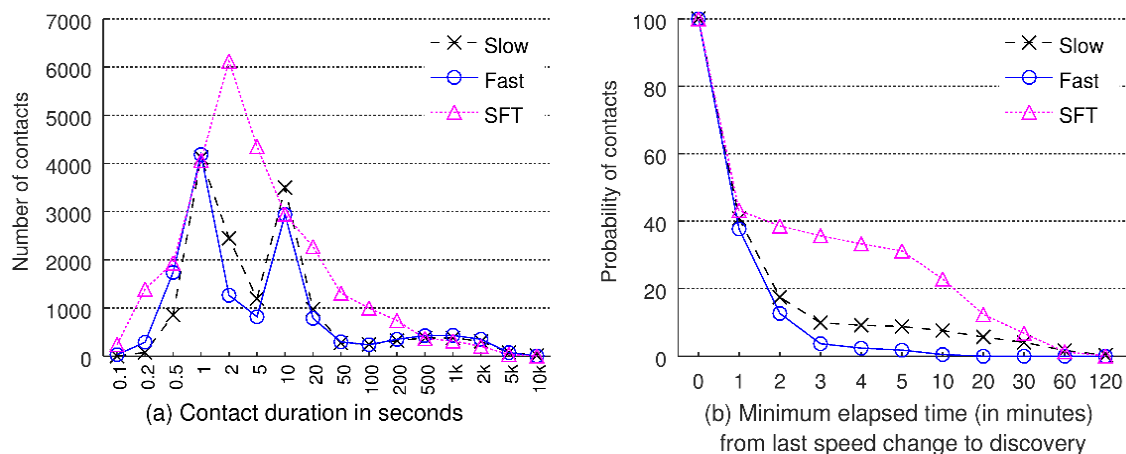 7000
6000
5000
4000
3000
2000
1000
0
Number of contacts
Slow
Fast
SFT
0.1 0.2 0.5 1 2 5 10 20 50 100 200 500 1k 2k 5k 10k
(a) Contact duration in seconds
100
80
60
40
20
0
Probability of contacts
Slow
Fast
SFT
0 1 2 3 4 5 10 20 30 60 120
(b) Minimum elapsed time (in minutes)
from last speed change to discovery